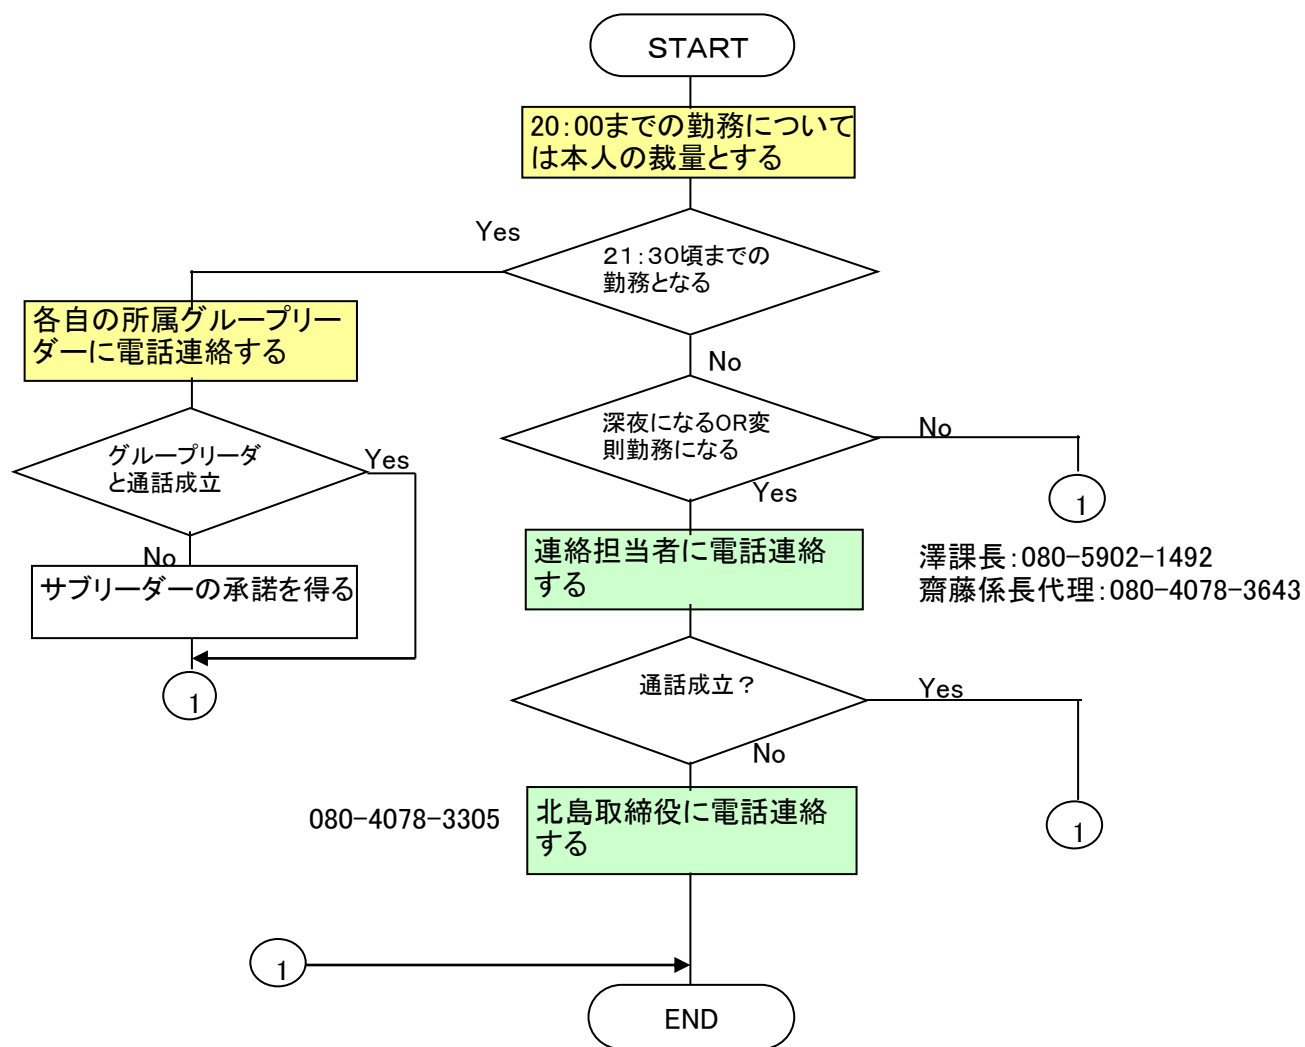 START
20:00までの勤務について
は本人の裁量とする
Yes
21:30頃までの
勤務となる
各自の所属グループリー
ダーに電話連絡する
No
深夜になるOR変
則勤務になる
No
グループリーダ
と通話成立
Yes
Yes
1
No
連絡担当者に電話連絡
する
澤課長:080-5902-1492
齋藤係長代理:080-4078-3643
サブリーダーの承諾を得る
1
通話成立?
Yes
No
080-4078-3305
北島取締役に電話連絡
する
1
1
END